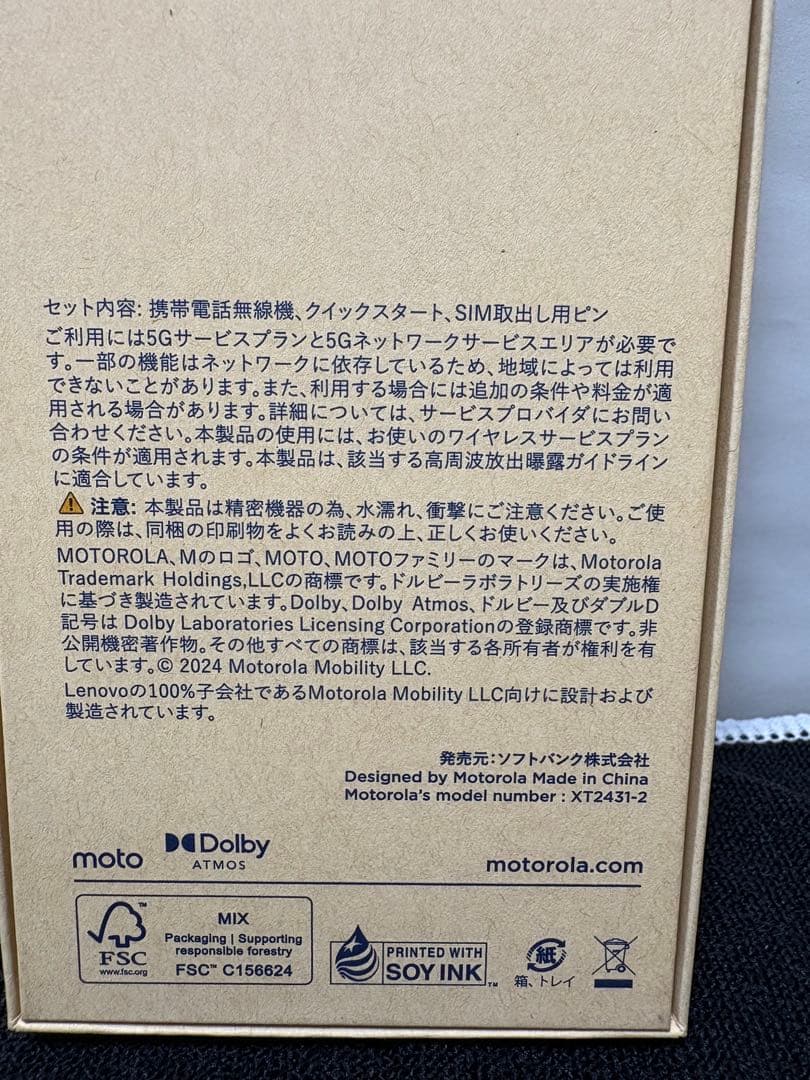 セット内容: 携帯電話無線機、クイックスタート、SIM取出し用ピン
ご利用には5Gサービスプランと5Gネットワークサービスエリアが必要で
す。一部の機能はネットワークに依存しているため、地域によっては利用
できないことがあります。また、利用する場合には追加の条件や料金が適
用される場合があります。詳細については、サービスプロバイダにお問い
合わせください。本製品の使用には、お使いのワイヤレスサービスプラン
の条件が適用されます。本製品は、該当する高周波放出曝露ガイドライン
に適合しています。
注意: 本製品は精密機器の為、水濡れ、衝撃にご注意ください。ご使
用の際は、同梱の印刷物をよくお読みの上、正しくお使いください。
MOTOROLA、Mのロゴ、MOTO、MOTOファミリーのマークは、Motorola
Trademark Holdings,LLCの商標です。ドルビーラボラトリーズの実施権
に基づき製造されています。Dolby、Dolby Atmos、ドルビー及びダブルD
記号は Dolby Laboratories Licensing Corporationの登録商標です。非
公開機密著作物。その他すべての商標は、該当する各所有者が権利を有
しています。© 2024 Motorola Mobility LLC.
Lenovoの100%子会社であるMotorola Mobility LLC向けに設計および
製造されています。
発売元:ソフトバンク株式会社
Designed by Motorola Made in China
Motorola's model number : XT2431-2
moto
Dolby
ATMOS
motorola.com
FSC
www.fsc.org
MIX
Packaging | Supporting
responsible forestry
FSC™ C156624
PRINTED WITH
SOY INK™
紙
箱、トレイ